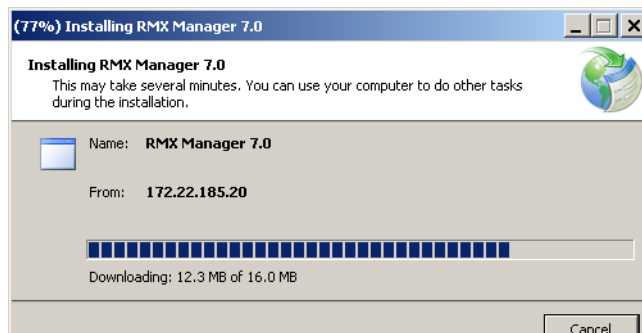 (77%) Installing RMX Manager 7.0
Installing RMX Manager 7.0
This may take several minutes. You can use your computer to do other tasks
during the installation.
Name: RMX Manager 7.0
From: 172.22.185.20
Downloading: 12.3 MB of 16.0 MB
Cancel